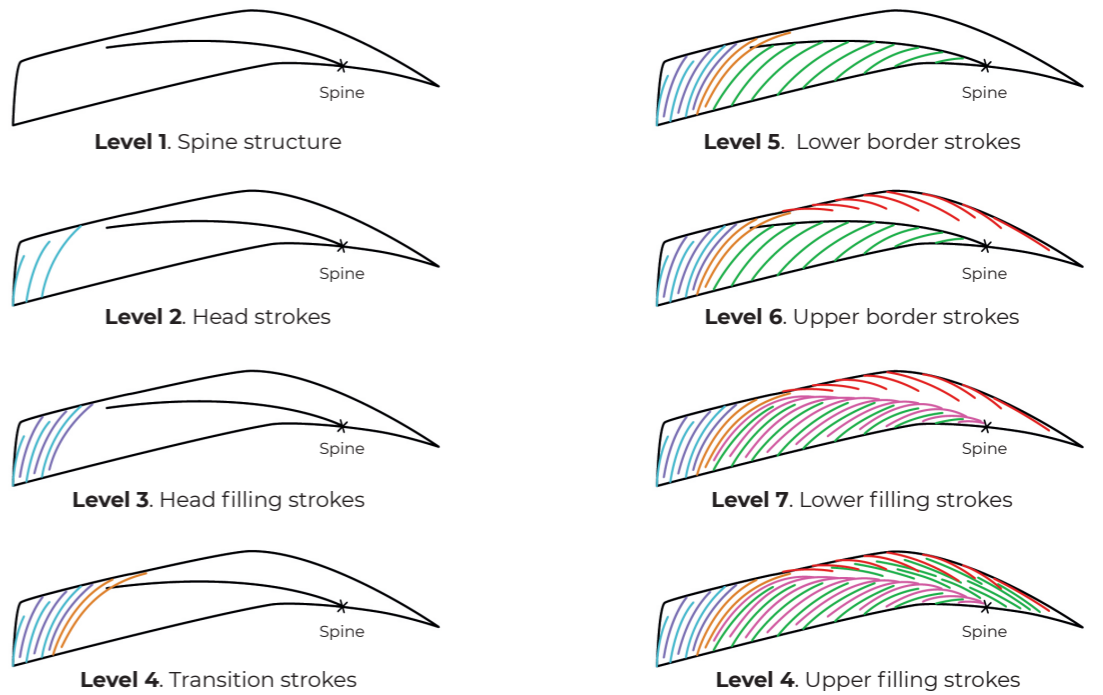 Spine
Level 1. Spine structure
Spine
Level 2. Head strokes
Spine
Level 3. Head filling strokes
Spine
Level 4. Transition strokes
Spine
Level 5.  Lower border strokes
Spine
Level 6. Upper border strokes
Spine
Level 7. Lower filling strokes
Spine
Level 4. Upper filling strokes